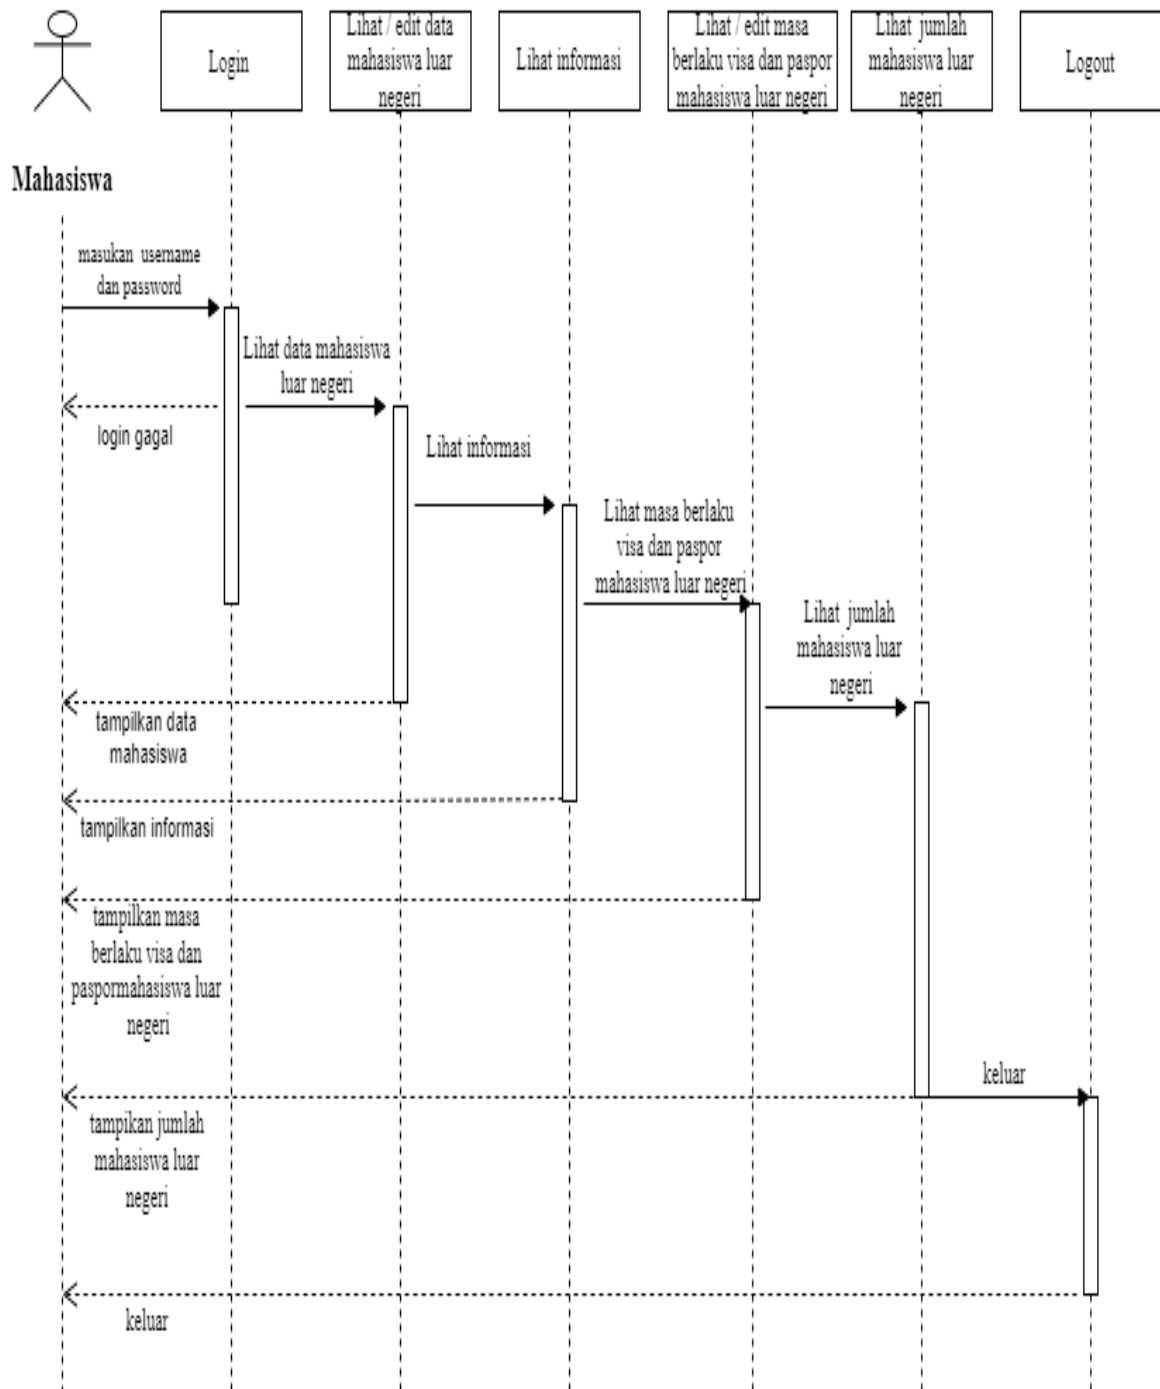 Login
Lihat / edit data
mahasiswa luar
negeri
Lihat informasi
Lihat / edit masa
berlaku visa dan paspor
mahasiswa luar negeri
Lihat jumlah
mahasiswa luar
negeri
Logout
Mahasiswa
masukan username
dan password
Lihat data mahasiswa
luar negeri
login gagal
Lihat informasi
Lihat masa berlaku
visa dan paspor
mahasiswa luar negeri
Lihat jumlah
mahasiswa luar
negeri
tampilkan data
mahasiswa
tampilkan informasi
tampilkan masa
berlaku visa dan
paspormahasiswa luar
negeri
keluar
tampikan jumlah
mahasiswa luar
negeri
keluar